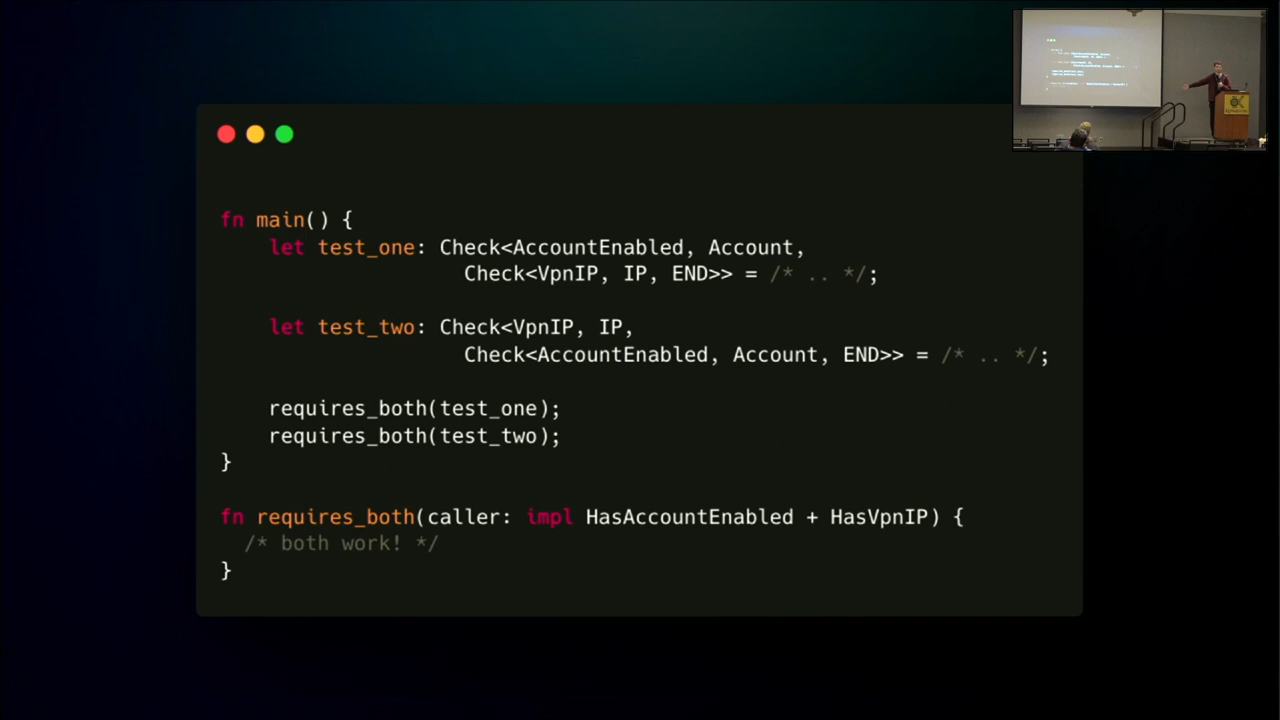 fn main() {
let test_one: Check<AccountEnabled, Account,
Check<VpnIP, IP, END>> = /* .. */;
let test_two: Check<VpnIP, IP,
Check<AccountEnabled, Account, END>> = /* .. */;
requires_both(test_one);
requires_both(test_two);
}
fn requires_both(caller: impl HasAccountEnabled + HasVpnIP) {
/* both work! */
}